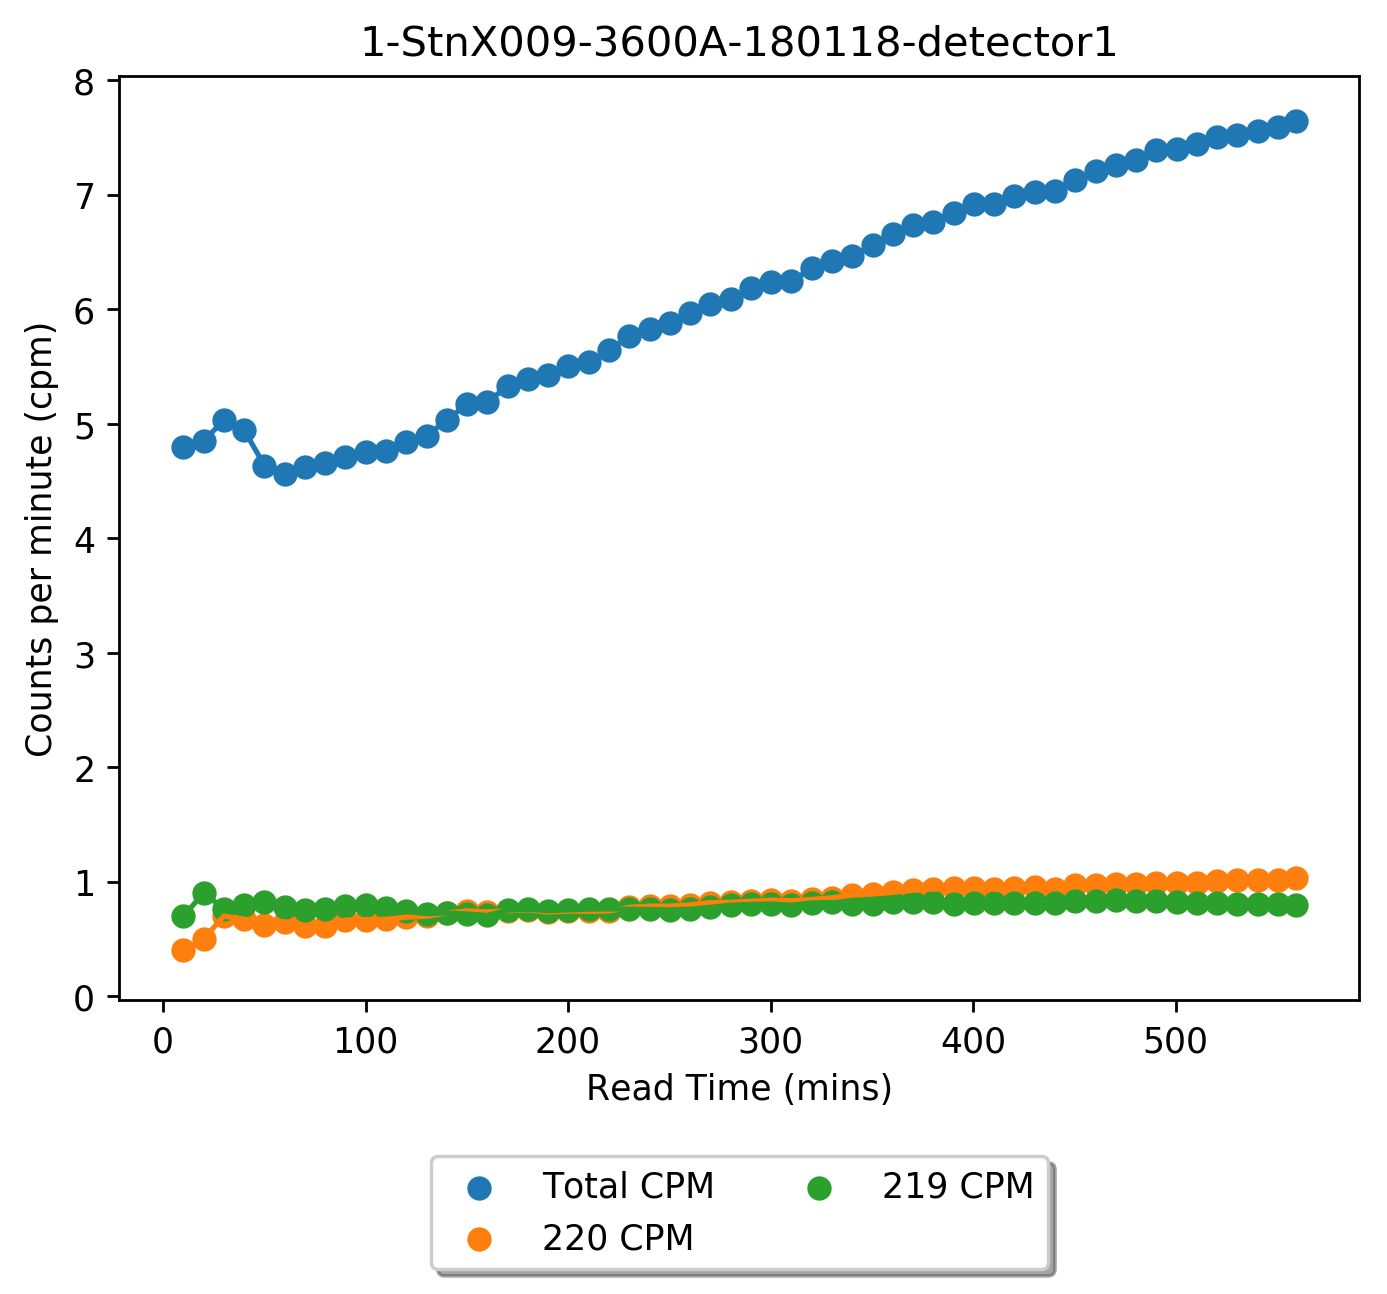 1-StnX009-3600A-180118-detector1
Counts per minute (cpm)
8
7
6
5
4
3
2
1
0
0 100 200 300 400 500
Read Time (mins)
Total CPM 219 CPM
220 CPM